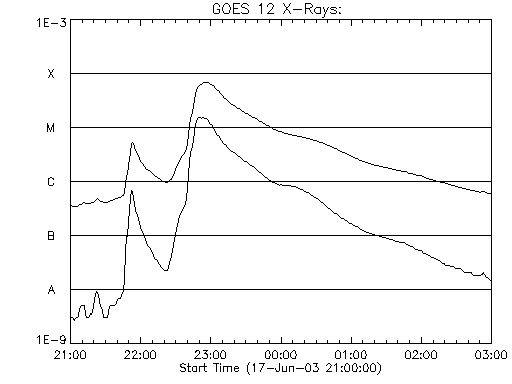 GOES 12 X-Rays:
1E-3
X
M
C
B
A
1E-9
21:00 22:00 23:00 00:00 01:00 02:00 03:00
Start Time (17-Jun-03 21:00:00)